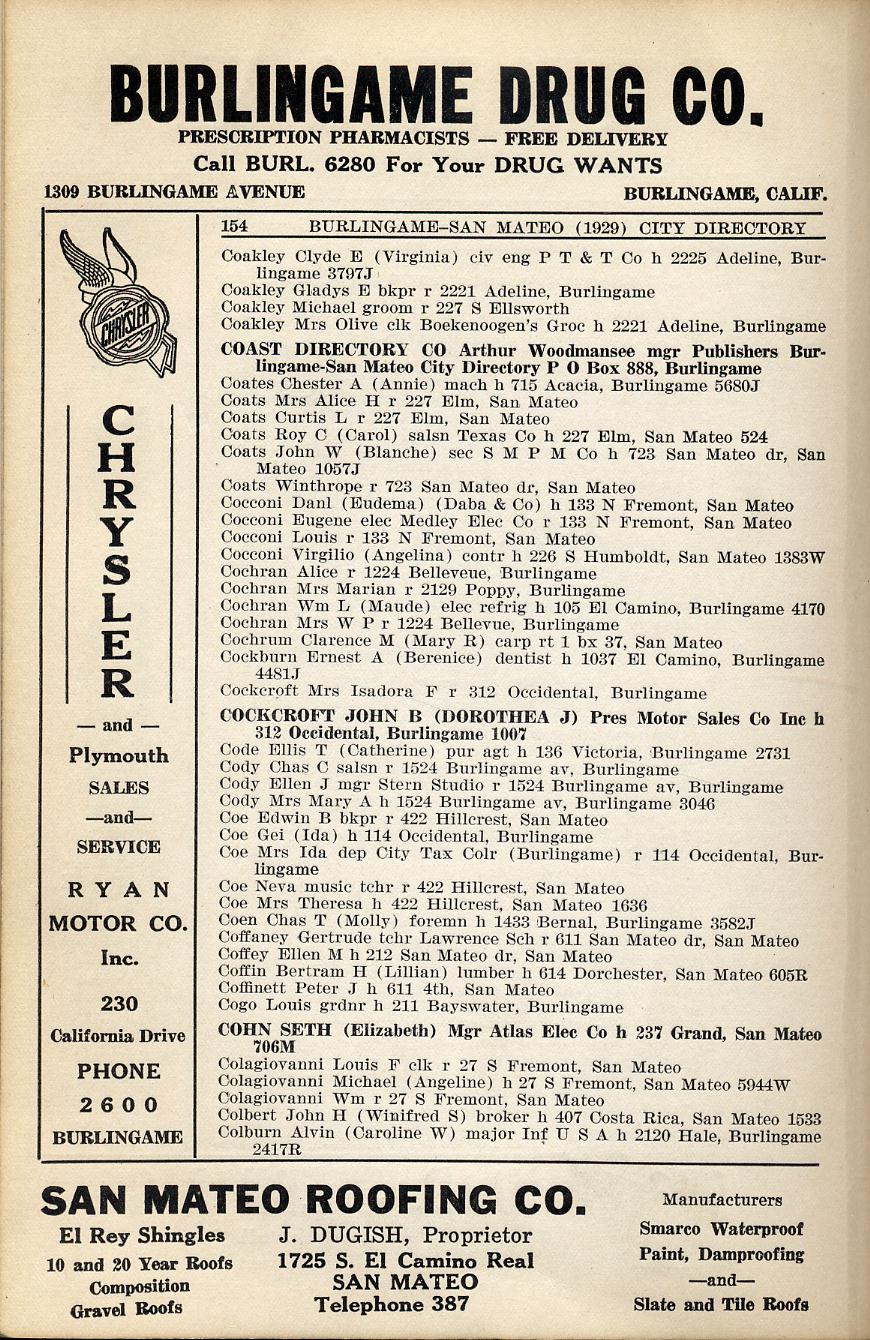 BURLINGAME DRUG CO.
PRESCRIPTION PHARMACISTS — FREE DELIVERY
Call BURL. 6280 For Your DRUG WANTS
1309 BURLINGAME AVENUE BURLINGAME, CALIF.
CHRYSLER
CHRYSLER
— and —
Plymouth
SALES
—and—
SERVICE
RYAN
MOTOR CO.
Inc.
230
California Drive
PHONE
2600
BURLINGAME
154 BURLINGAME–SAN MATEO (1929) CITY DIRECTORY
Coakley Clyde E (Virginia) civ eng P T & T Co h 2225 Adeline, Bur-
lingame 3797J
Coakley Gladys E bkpr r 2221 Adeline, Burlingame
Coakley Michael groom r 227 S Ellsworth
Coakley Mrs Olive clk Boekenoogen's Groc h 2221 Adeline, Burlingame
COAST DIRECTORY CO Arthur Woodmansee mgr Publishers Bur-
lingame-San Mateo City Directory P O Box 888, Burlingame
Coates Chester A (Annie) mach h 715 Acacia, Burlingame 5680J
Coats Mrs Alice H r 227 Elm, San Mateo
Coats Curtis L r 227 Elm, San Mateo
Coats Roy C (Carol) salsn Texas Co h 227 Elm, San Mateo 524
Coats John W (Blanche) sec S M P M Co h 723 San Mateo dr, San
Mateo 1057J
Coats Winthrope r 723 San Mateo dr, San Mateo
Cocconi Danl (Eudema) (Daba & Co) h 133 N Fremont, San Mateo
Cocconi Eugene elec Medley Elec Co r 133 N Fremont, San Mateo
Cocconi Louis r 133 N Fremont, San Mateo
Cocconi Virgilio (Angelina) contr h 226 S Humboldt, San Mateo 1383W
Cochran Alice r 1224 Belleveue, Burlingame
Cochran Mrs Marian r 2129 Poppy, Burlingame
Cochran Wm L (Maude) elec refrig h 105 El Camino, Burlingame 4170
Cochran Mrs W P r 1224 Bellevue, Burlingame
Cochrum Clarence M (Mary R) carp rt 1 bx 37, San Mateo
Cockburn Ernest A (Berenice) dentist h 1037 El Camino, Burlingame
4481J
Cockcroft Mrs Isadora F r 312 Occidental, Burlingame
COCKCROFT JOHN B (DOROTHEA J) Pres Motor Sales Co Inc h
312 Occidental, Burlingame 1007
Code Ellis T (Catherine) pur agt h 136 Victoria, Burlingame 2731
Cody Chas C salsn r 1524 Burlingame av, Burlingame
Cody Ellen J mgr Stern Studio r 1524 Burlingame av, Burlingame
Cody Mrs Mary A h 1524 Burlingame av, Burlingame 3046
Coe Edwin B bkpr r 422 Hillcrest, San Mateo
Coe Gei (Ida) h 114 Occidental, Burlingame
Coe Mrs Ida dep City Tax Colr (Burlingame) r 114 Occidental, Bur-
lingame
Coe Neva music tchr r 422 Hillcrest, San Mateo
Coe Mrs Theresa h 422 Hillcrest, San Mateo 1636
Coen Chas T (Molly) foremn h 1433 Bernal, Burlingame 3582J
Coffaney Gertrude tchr Lawrence Sch r 611 San Mateo dr, San Mateo
Coffey Ellen M h 212 San Mateo dr, San Mateo
Coffin Bertram H (Lillian) lumber h 614 Dorchester, San Mateo 605R
Coffinett Peter J h 611 4th, San Mateo
Cogo Louis grdnr h 211 Bayswater, Burlingame
COHN SETH (Elizabeth) Mgr Atlas Elec Co h 237 Grand, San Mateo
706M
Colagiovanni Louis F clk r 27 S Fremont, San Mateo
Colagiovanni Michael (Angeline) h 27 S Fremont, San Mateo 5944W
Colagiovanni Wm r 27 S Fremont, San Mateo
Colbert John H (Winifred S) broker h 407 Costa Rica, San Mateo 1533
Colburn Alvin (Caroline W) major Inf U S A h 2120 Hale, Burlingame
2417R
SAN MATEO ROOFING CO.
El Rey Shingles
10 and 20 Year Roofs
Composition
Gravel Roofs
J. DUGISH, Proprietor
1725 S. El Camino Real
SAN MATEO
Telephone 387
Manufacturers
Smarco Waterproof
Paint, Dampproofing
—and—
Slate and Tile Roofs